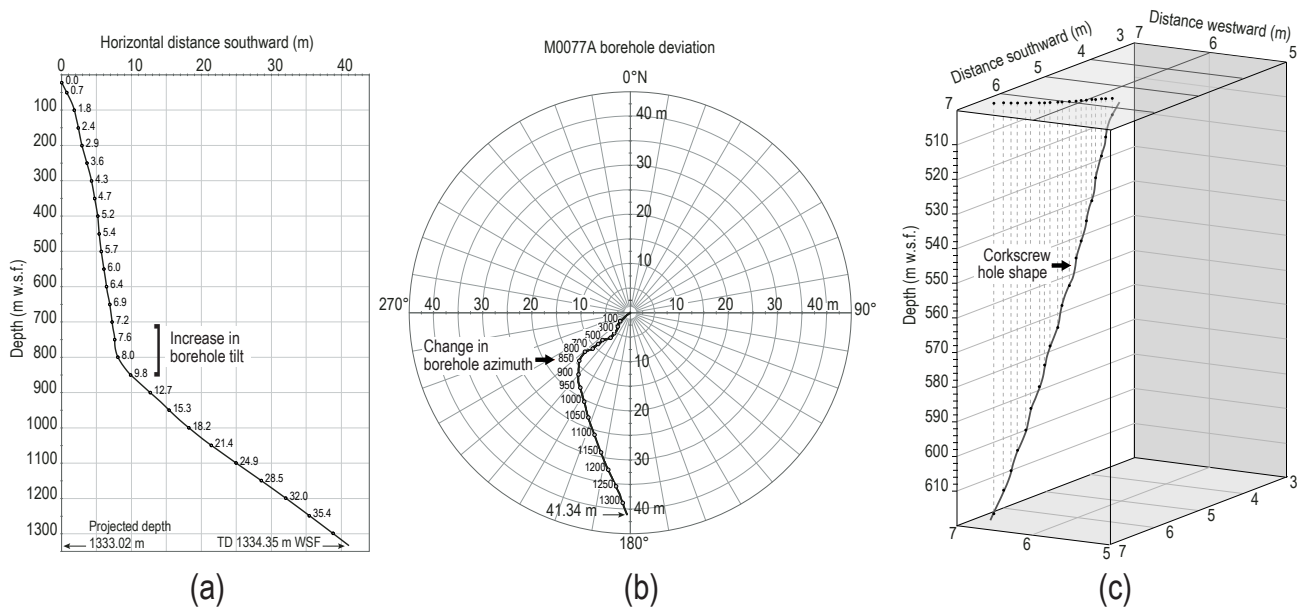 Horizontal distance southward (m)
0 10 20 30 40
0.0
0.7
100
1.8
2.4
200
2.9
3.6
300
4.3
4.7
400
5.2
5.4
500
5.7
6.0
600
6.4
6.9
700
7.2
7.6
800
8.0
9.8
900
12.7
15.3
1000
18.2
21.4
1100
24.9
28.5
1200
32.0
35.4
1300
Depth (m w.s.f.)
Increase in
borehole tilt
Projected depth
1333.02 m
TD 1334.35 m WSF
(a)
M0077A borehole deviation
0°N
40 m
30
20
10
270° 40 30 20 10 10 20 30 40 m 90°
10
20
30
40 m
100
300
500
700
800
850
900
950
1000
1050
1100
1150
1200
1250
1300
Change in
borehole azimuth
41.34 m
180°
(b)
Distance southward (m)
7 6 5 4 3
Distance westward (m)
7 6 5
Depth (m w.s.f.)
510
520
530
540
550
560
570
580
590
600
610
Corkscrew
hole shape
7 6 5
7 6 5 4 3
(c)